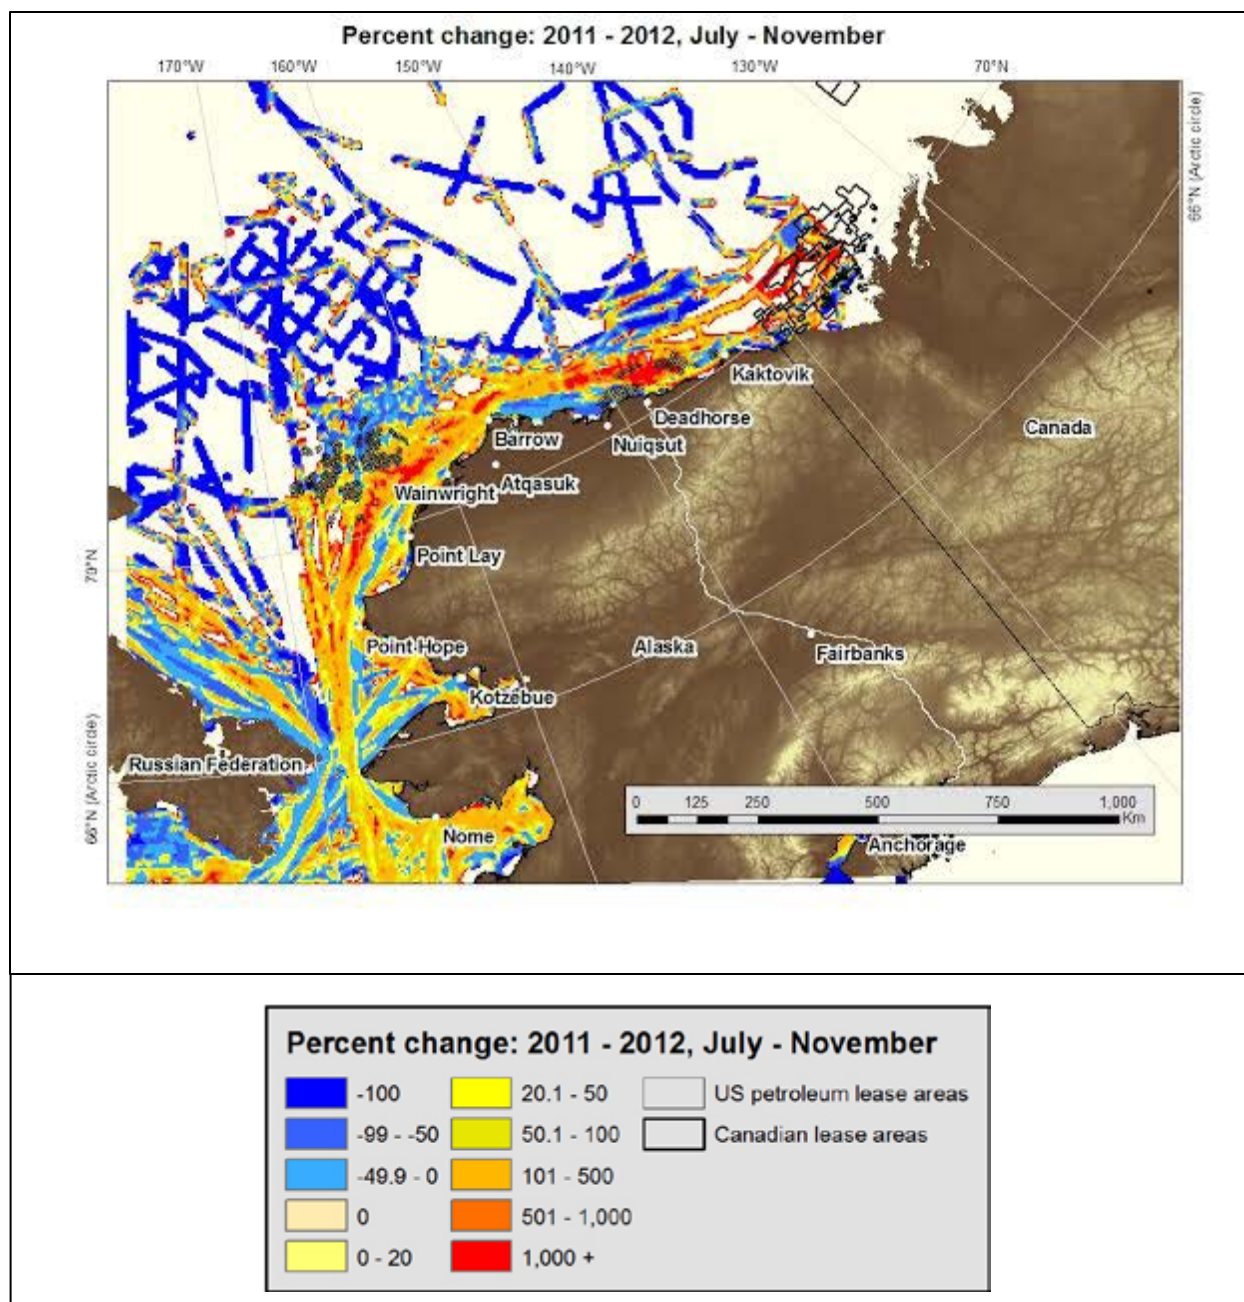 Percent change: 2011 - 2012, July - November
170°W
160°W
150°W
140°W
130°W
70°N
66°N (Arctic circle)
Kaktovik
Deadhorse
Canada
Barrow
Nuiqsut
Atqasuk
Wainwright
Point Lay
70°N
Point Hope
Alaska
Fairbanks
Kotzebue
Russian Federation
66°N (Arctic circle)
0 125 250 500 750 1,000
Km
Nome
Anchorage
Percent change: 2011 - 2012, July - November
-100 20.1 - 50 US petroleum lease areas
-99 - -50 50.1 - 100 Canadian lease areas
-49.9 - 0 101 - 500
0 501 - 1,000
0 - 20 1,000 +